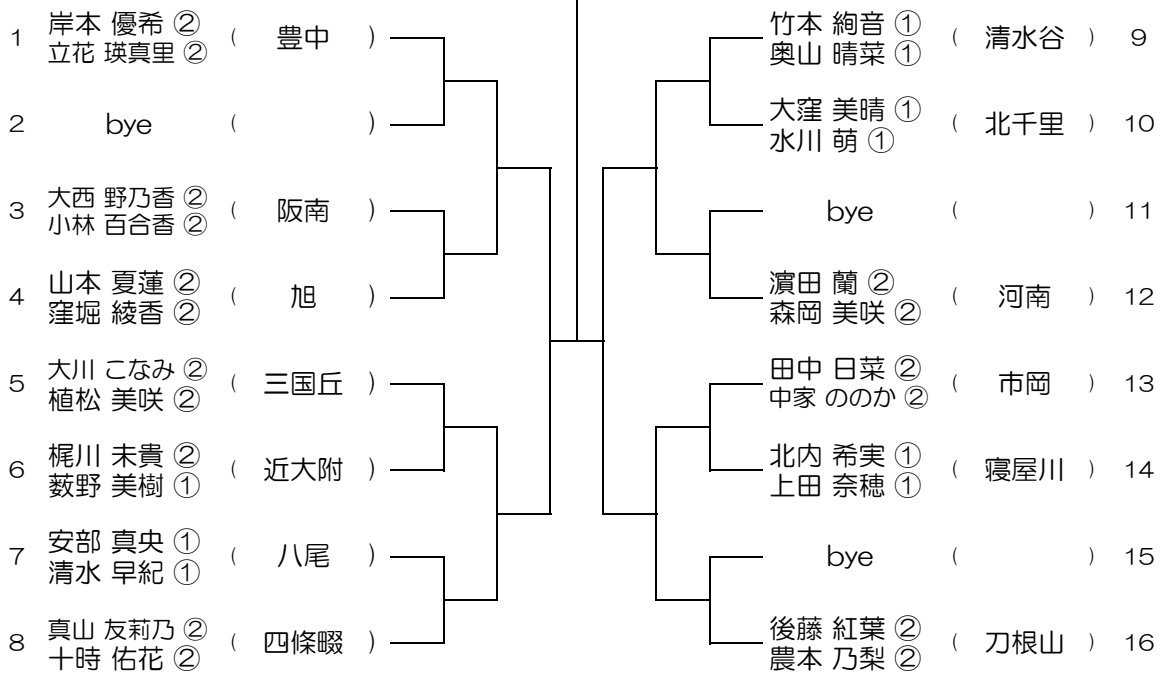 1 岸本 優希 ② ( 豊中 )
立花 瑛真里 ②
2 bye ( )
3 大西 野乃香 ② ( 阪南 )
小林 百合香 ②
4 山本 夏蓮 ② ( 旭 )
窪堀 綾香 ②
5 大川 こなみ ② ( 三国丘 )
植松 美咲 ②
6 梶川 未貴 ② ( 近大附 )
薮野 美樹 ①
7 安部 真央 ① ( 八尾 )
清水 早紀 ①
8 真山 友莉乃 ② ( 四條畷 )
十時 佑花 ②
竹本 絢音 ① ( 清水谷 ) 9
奥山 晴菜 ①
大窪 美晴 ① ( 北千里 ) 10
水川 萌 ①
bye ( ) 11
濵田 蘭 ② ( 河南 ) 12
森岡 美咲 ②
田中 日菜 ② ( 市岡 ) 13
中家 ののか ②
北内 希実 ① ( 寝屋川 ) 14
上田 奈穂 ①
bye ( ) 15
後藤 紅葉 ② ( 刀根山 ) 16
農本 乃梨 ②